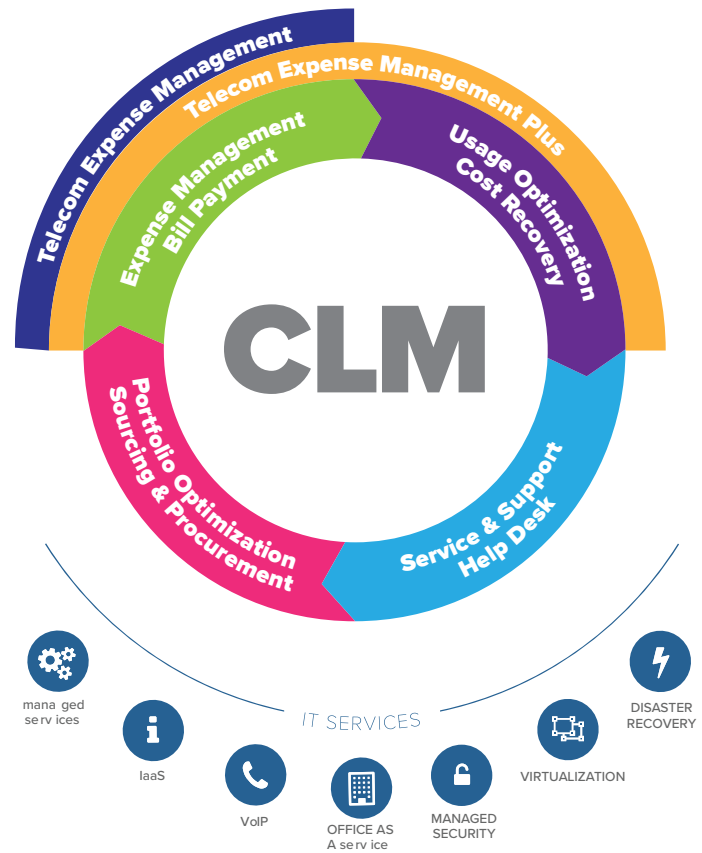 Telecom Expense Management
Telecom Expense Management Plus
Expense Management
Bill Payment
Usage Optimization
Cost Recovery
CLM
Portfolio Optimization
Sourcing & Procurement
Service & Support
Help Desk
IT SERVICES
mana ged
serv ices
IaaS
VoIP
OFFICE AS
A serv ice
MANAGED
SECURITY
VIRTUALIZATION
DISASTER
RECOVERY